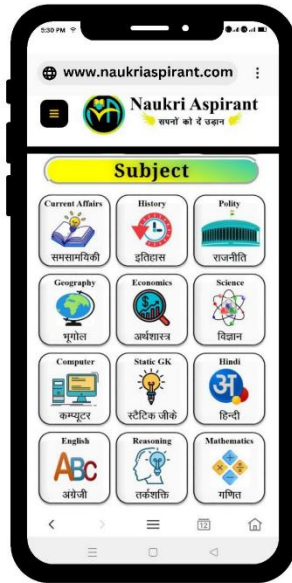 5:30 PM
www.naukriaspirant.com
Naukri Aspirant
सपनों को दें उड़ान
Subject
Current Affairs History Polity
समसामयिकी इतिहास राजनीति
Geography Economics Science
भूगोल अर्थशास्त्र विज्ञान
Computer Static GK Hindi
अ
कम्प्यूटर स्टैटिक जीके हिन्दी
English Reasoning Mathematics
ABC
अंग्रेजी तर्कशक्ति गणित
12